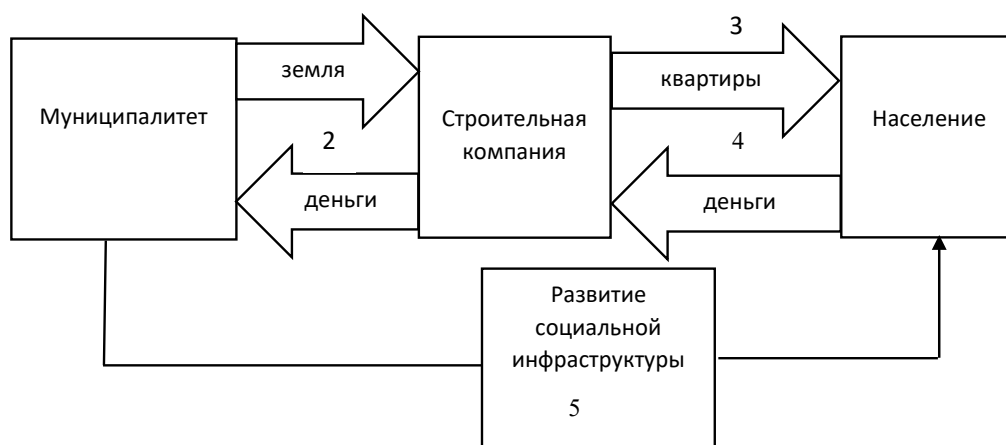 3
земля
квартиры
Муниципалитет
Строительная
компания
Население
2
4
деньги
деньги
Развитие
социальной
инфраструктуры
5